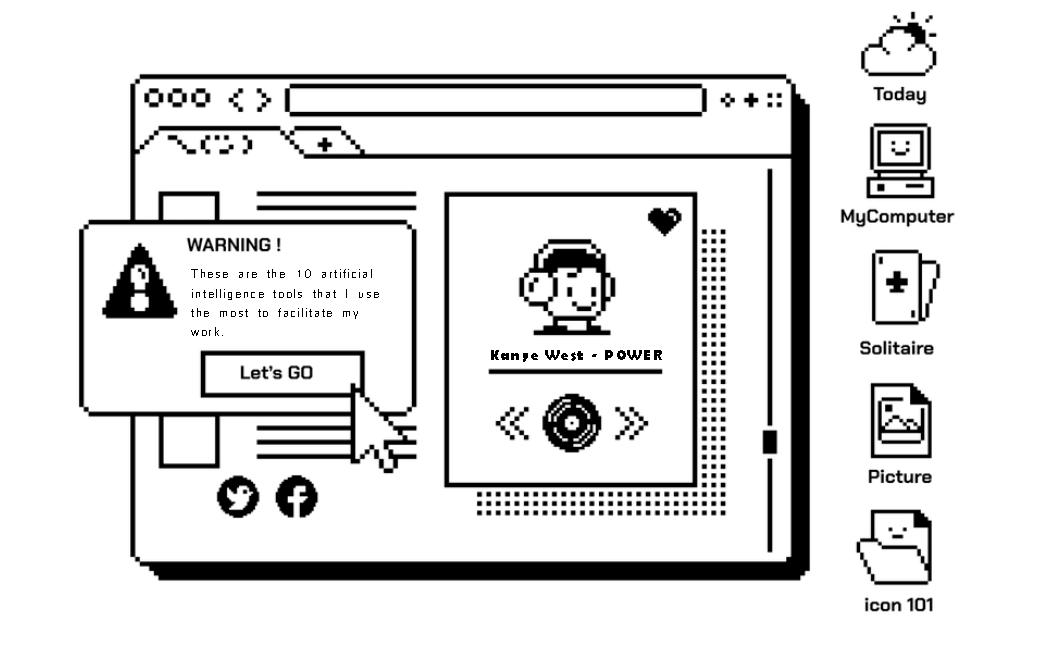 Today
MyComputer
WARNING !
These are the 10 artificial
intelligence tools that I use
the most to facilitate my
work.
Let's GO
Kanye West - POWER
Solitaire
Picture
icon 101